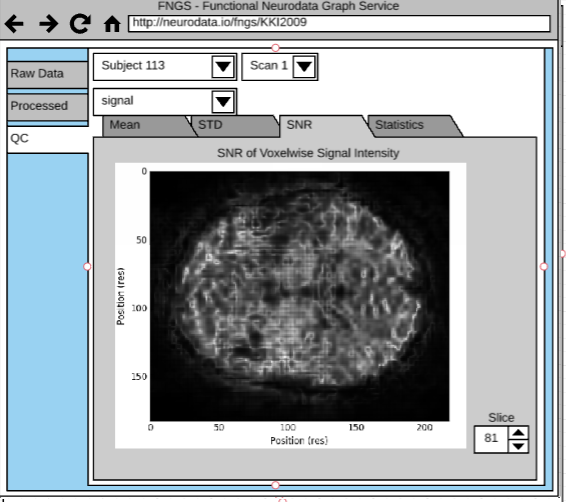 FNGS - Functional Neurodata Graph Service
http://neurodata.io/fngs/KKI2009
Raw Data
Processed
QC
Subject 113
Scan 1
signal
Mean
STD
SNR
Statistics
SNR of Voxelwise Signal Intensity
0
50
100
150
Position (res)
0
50
100
150
200
Position (res)
Slice
81